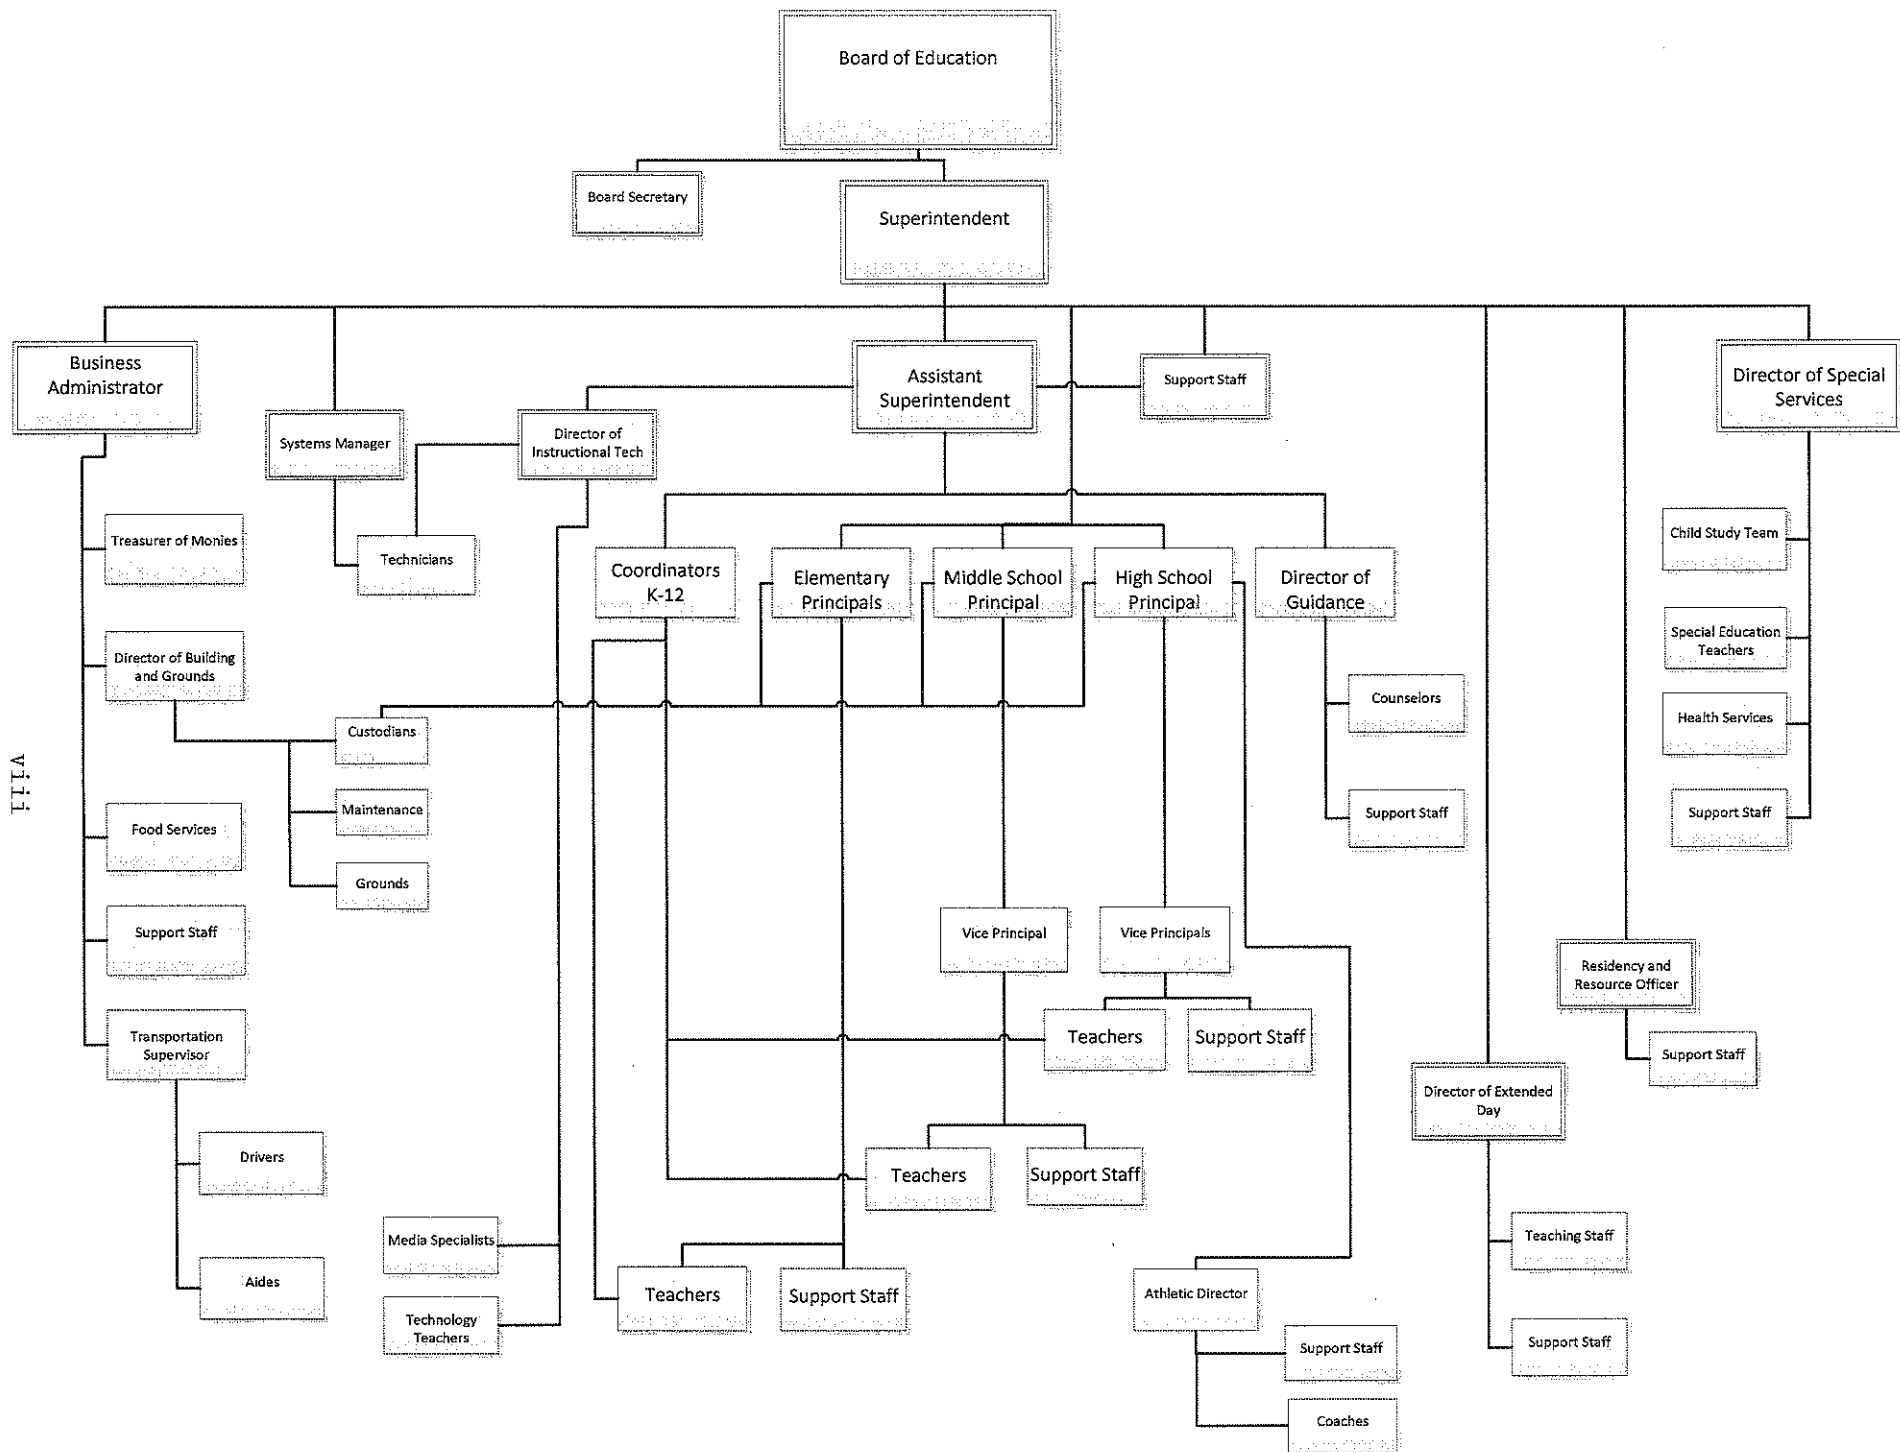 Board of Education
Board Secretary
Superintendent
Business
Administrator
Assistant
Superintendent
Support Staff
Director of Special
Services
Systems Manager
Director of
Instructional Tech
Treasurer of Monies
Technicians
Coordinators
K-12
Elementary
Principals
Middle School
Principal
High School
Principal
Director of
Guidance
Child Study Team
Special Education
Teachers
Director of Building
and Grounds
Counselors
Health Services
Custodians
Maintenance
Support Staff
Support Staff
Food Services
Grounds
Support Staff
Vice Principal
Vice Principals
Residency and
Resource Officer
Transportation
Supervisor
Teachers
Support Staff
Support Staff
Director of Extended
Day
Drivers
Teachers
Support Staff
Media Specialists
Teaching Staff
Aides
Teachers
Support Staff
Athletic Director
Technology
Teachers
Support Staff
Support Staff
Coaches
viii